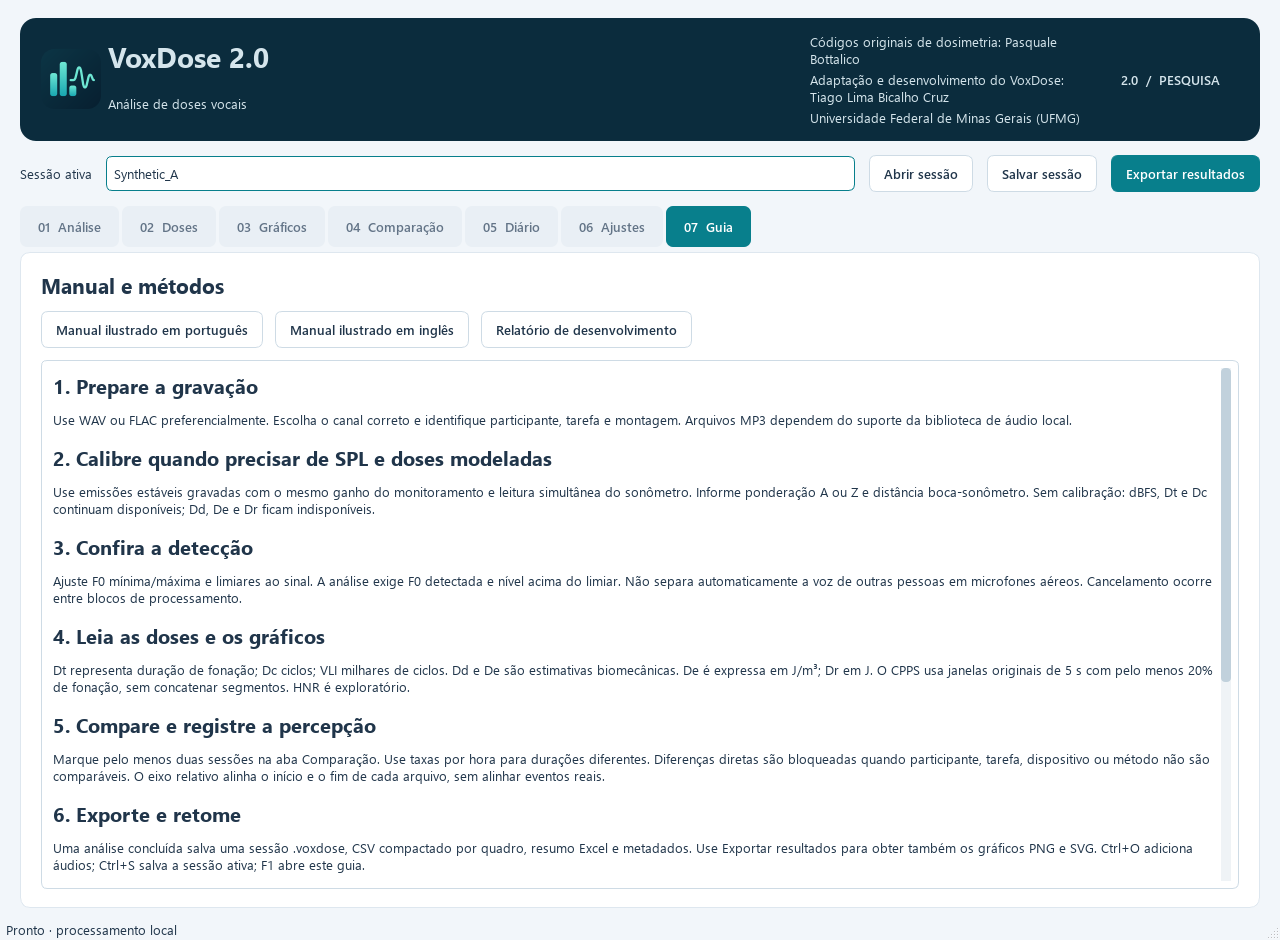 VoxDose 2.0
Análise de doses vocais
Códigos originais de dosimetria: Pasquale
Bottalico
Adaptação e desenvolvimento do VoxDose:
Tiago Lima Bicalho Cruz
Universidade Federal de Minas Gerais (UFMG)
2.0 / PESQUISA
Sessão ativa
Synthetic_A
Abrir sessão
Salvar sessão
Exportar resultados
01 Análise
02 Doses
03 Gráficos
04 Comparação
05 Diário
06 Ajustes
07 Guia
Manual e métodos
Manual ilustrado em português
Manual ilustrado em inglês
Relatório de desenvolvimento
1. Prepare a gravação
Use WAV ou FLAC preferencialmente. Escolha o canal correto e identifique participante, tarefa e montagem. Arquivos MP3 dependem do suporte da biblioteca de áudio local.
2. Calibre quando precisar de SPL e doses modeladas
Use emissões estáveis gravadas com o mesmo ganho do monitoramento e leitura simultânea do sonômetro. Informe ponderação A ou Z e distância boca-sonômetro. Sem calibração: dBFS, Dt e Dc
continuam disponíveis; Dd, De e Dr ficam indisponíveis.
3. Confira a detecção
Ajuste F0 mínima/máxima e limiares ao sinal. A análise exige F0 detectada e nível acima do limiar. Não separa automaticamente a voz de outras pessoas em microfones aéreos. Cancelamento ocorre
entre blocos de processamento.
4. Leia as doses e os gráficos
Dt representa duração de fonação; Dc ciclos; VLI milhares de ciclos. Dd e De são estimativas biomecânicas. De é expressa em J/m³; Dr em J. O CPPS usa janelas originais de 5 s com pelo menos 20%
de fonação, sem concatenar segmentos. HNR é exploratório.
5. Compare e registre a percepção
Marque pelo menos duas sessões na aba Comparação. Use taxas por hora para durações diferentes. Diferenças diretas são bloqueadas quando participante, tarefa, dispositivo ou método não são
comparáveis. O eixo relativo alinha o início e o fim de cada arquivo, sem alinhar eventos reais.
6. Exporte e retome
Uma análise concluída salva uma sessão .voxdose, CSV compactado por quadro, resumo Excel e metadados. Use Exportar resultados para obter também os gráficos PNG e SVG. Ctrl+O adiciona
áudios; Ctrl+S salva a sessão ativa; F1 abre este guia.
Pronto · processamento local